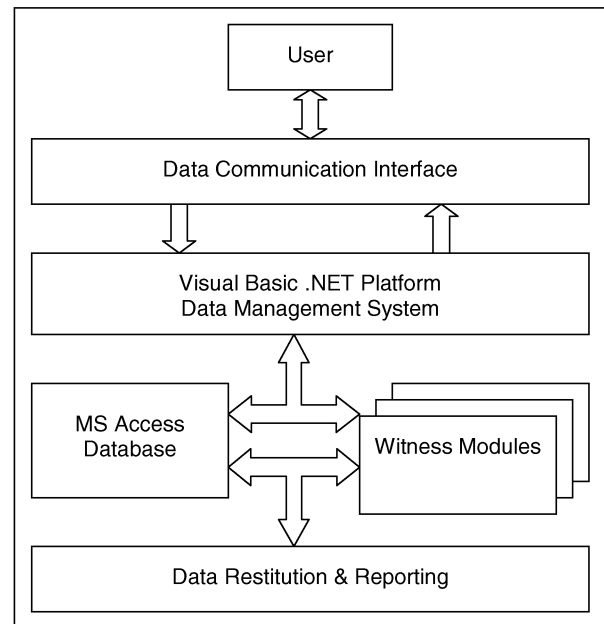 User
Data Communication Interface
Visual Basic .NET Platform
Data Management System
MS Access
Database
Witness Modules
Data Restitution & Reporting